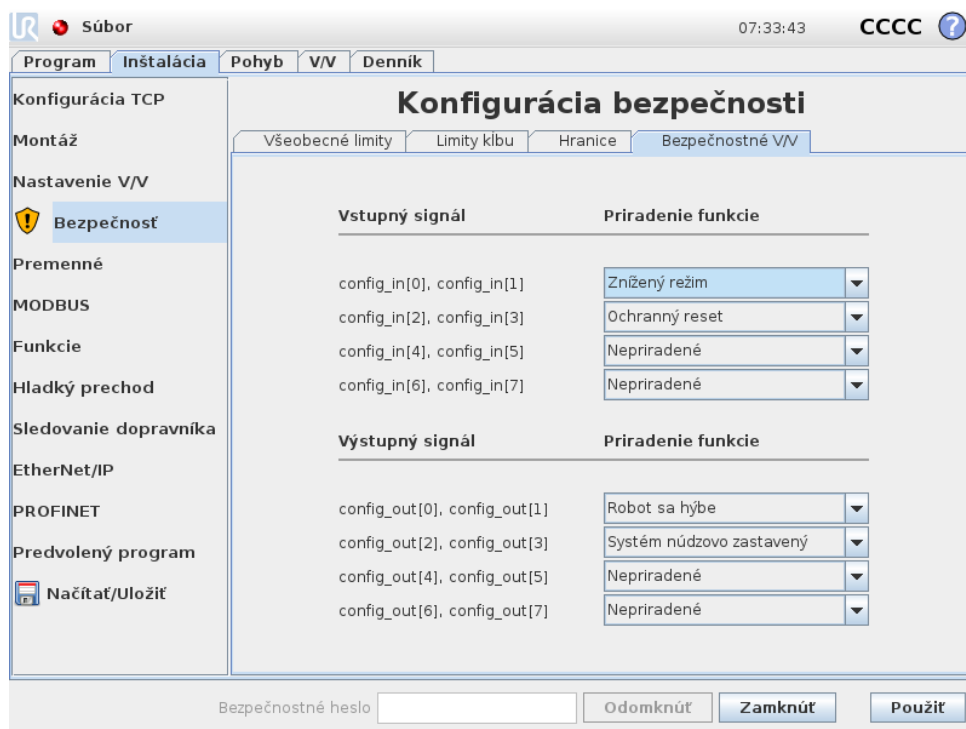 UR Súbor 07:33:43 CCCC ?
Program Inštalácia Pohyb V/V Denník
Konfigurácia TCP
Montáž
Nastavenie V/V
Bezpečnosť
Premenné
MODBUS
Funkcie
Hladký prechod
Sledovanie dopravníka
EtherNet/IP
PROFINET
Predvolený program
Načítať/Uložiť
Konfigurácia bezpečnosti
Všeobecné limity Limity kĺbu Hranice Bezpečnostné V/V
Vstupný signál Priradenie funkcie
config_in[0], config_in[1] Znížený režim
config_in[2], config_in[3] Ochranný reset
config_in[4], config_in[5] Nepriradené
config_in[6], config_in[7] Nepriradené
Výstupný signál Priradenie funkcie
config_out[0], config_out[1] Robot sa hýbe
config_out[2], config_out[3] Systém núdzovo zastavený
config_out[4], config_out[5] Nepriradené
config_out[6], config_out[7] Nepriradené
Bezpečnostné heslo Odomknúť Zamknúť Použiť